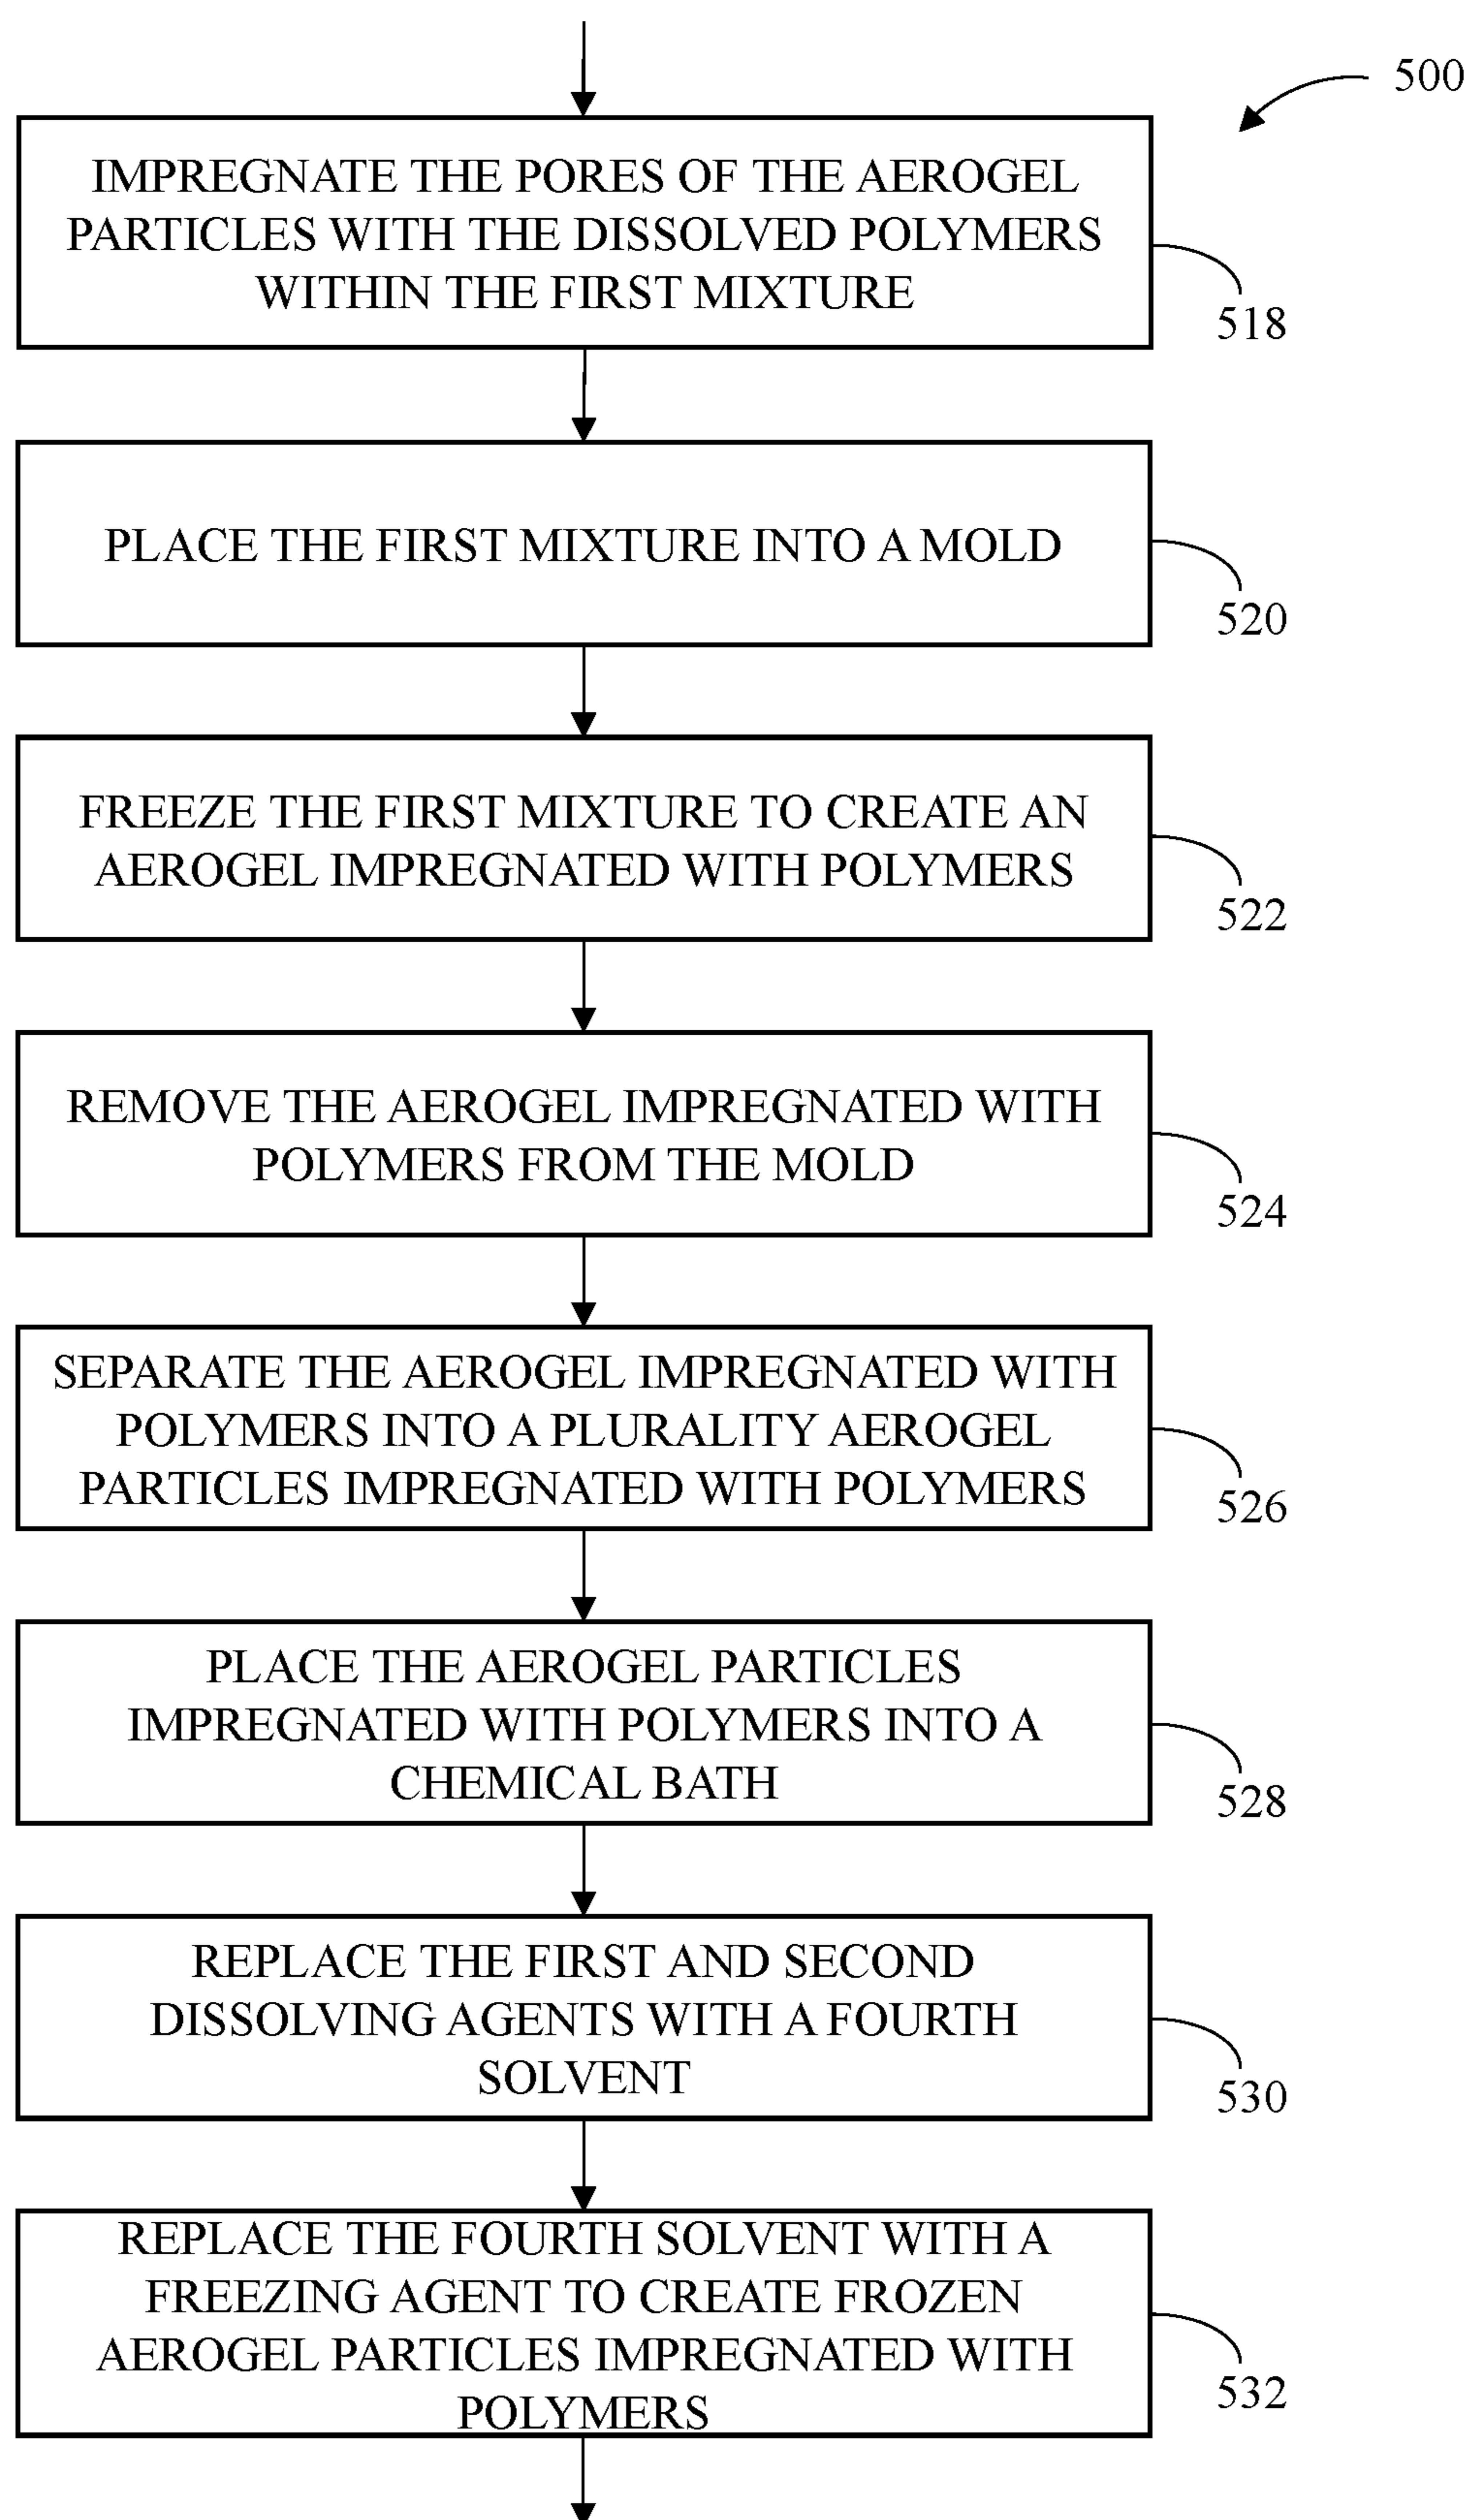 500
IMPREGNATE THE PORES OF THE AEROGEL
PARTICLES WITH THE DISSOLVED POLYMERS
WITHIN THE FIRST MIXTURE
518
PLACE THE FIRST MIXTURE INTO A MOLD
520
FREEZE THE FIRST MIXTURE TO CREATE AN
AEROGEL IMPREGNATED WITH POLYMERS
522
REMOVE THE AEROGEL IMPREGNATED WITH
POLYMERS FROM THE MOLD
524
SEPARATE THE AEROGEL IMPREGNATED WITH
POLYMERS INTO A PLURALITY AEROGEL
PARTICLES IMPREGNATED WITH POLYMERS
526
PLACE THE AEROGEL PARTICLES
IMPREGNATED WITH POLYMERS INTO A
CHEMICAL BATH
528
REPLACE THE FIRST AND SECOND
DISSOLVING AGENTS WITH A FOURTH
SOLVENT
530
REPLACE THE FOURTH SOLVENT WITH A
FREEZING AGENT TO CREATE FROZEN
AEROGEL PARTICLES IMPREGNATED WITH
POLYMERS
532